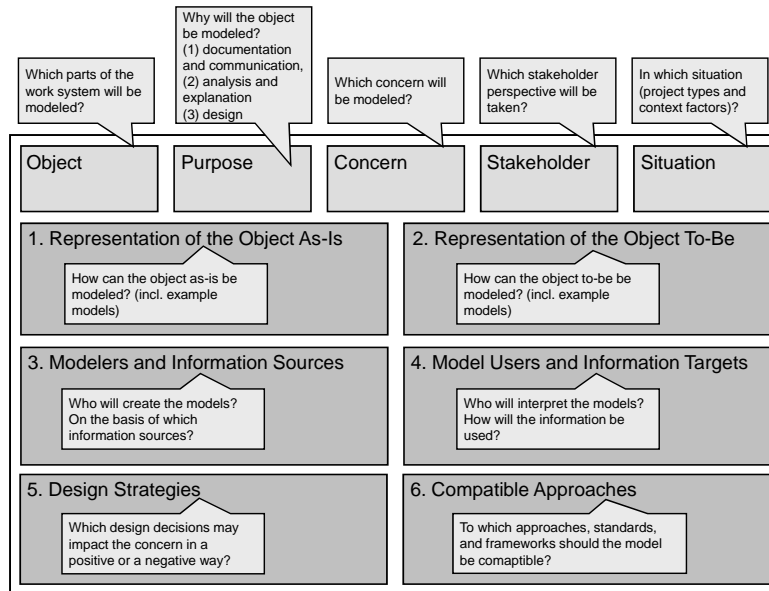 Why will the object
be modeled?
(1) documentation
and communication,
(2) analysis and
explanation
(3) design
Which parts of the
work system will be
modeled?
Which concern will
be modeled?
Which stakeholder
perspective will be
taken?
In which situation
(project types and
context factors)?
Object
Purpose
Concern
Stakeholder
Situation
1. Representation of the Object As-Is
How can the object as-is be
modeled? (incl. example
models)
2. Representation of the Object To-Be
How can the object to-be be
modeled? (incl. example
models)
3. Modelers and Information Sources
Who will create the models?
On the basis of which
information sources?
4. Model Users and Information Targets
Who will interpret the models?
How will the information be
used?
5. Design Strategies
Which design decisions may
impact the concern in a
positive or a negative way?
6. Compatible Approaches
To which approaches, standards,
and frameworks should the model
be comaptible?